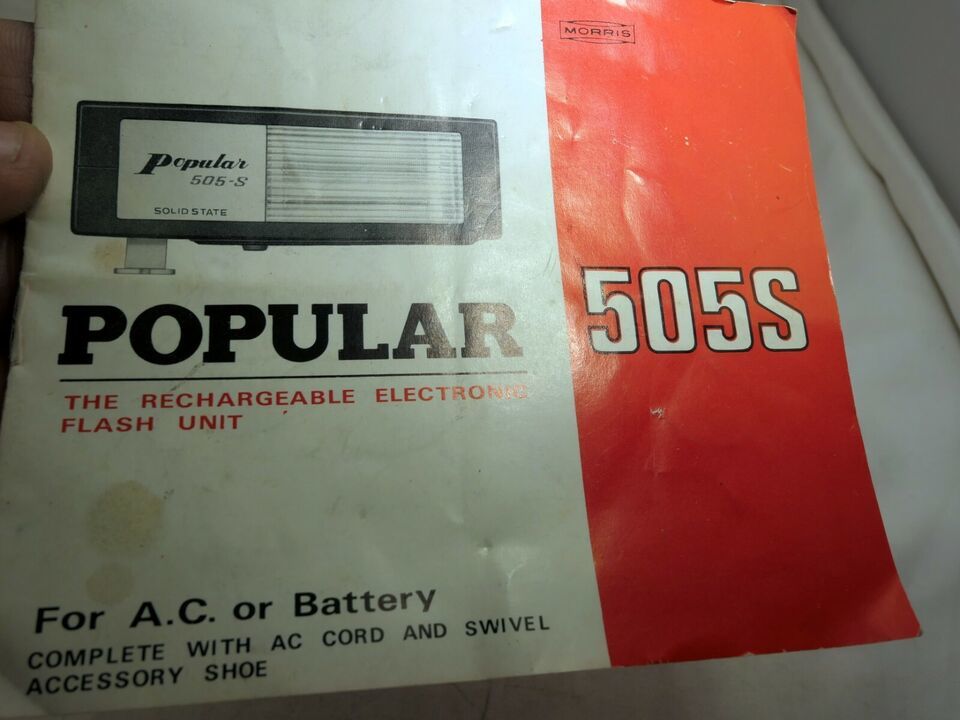 MORRIS
Popular
505-S
SOLID STATE
POPULAR
505S
THE RECHARGEABLE ELECTRONIC
FLASH UNIT
For A.C. or Battery
COMPLETE WITH AC CORD AND SWIVEL
ACCESSORY SHOE